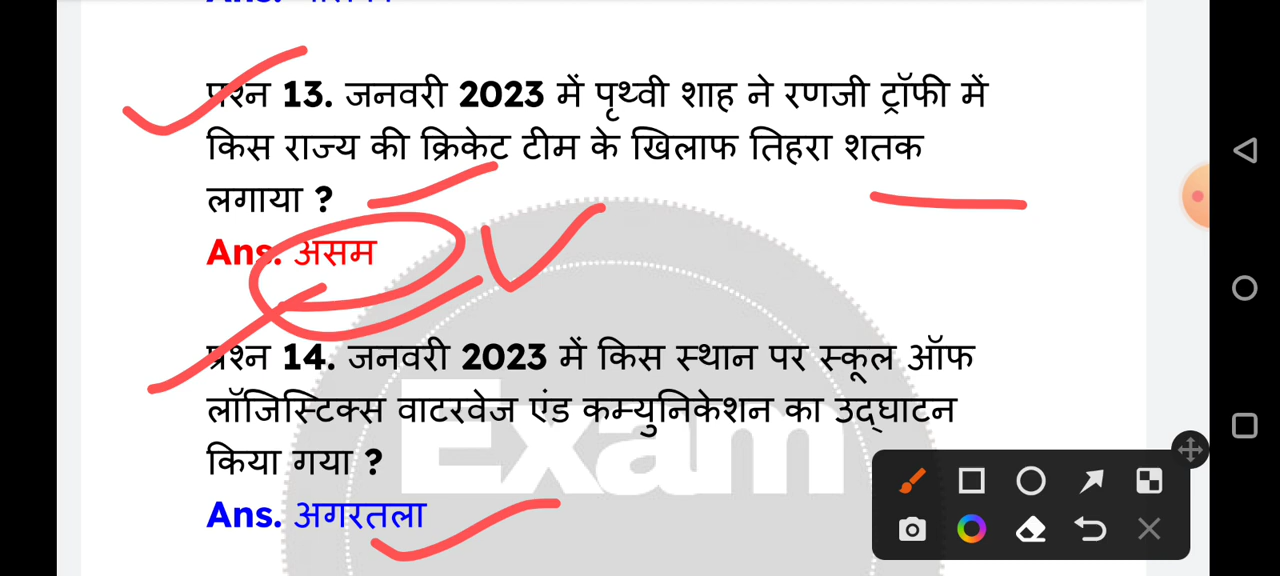 प्रश्न 13. जनवरी 2023 में पृथ्वी शाह ने रणजी ट्रॉफी में
किस राज्य की क्रिकेट टीम के खिलाफ तिहरा शतक
लगाया ?
Ans. असम
प्रश्न 14. जनवरी 2023 में किस स्थान पर स्कूल ऑफ
लॉजिस्टिक्स वाटरवेज एंड कम्युनिकेशन का उद्घाटन
किया गया ?
Exam
Ans. अगरतला